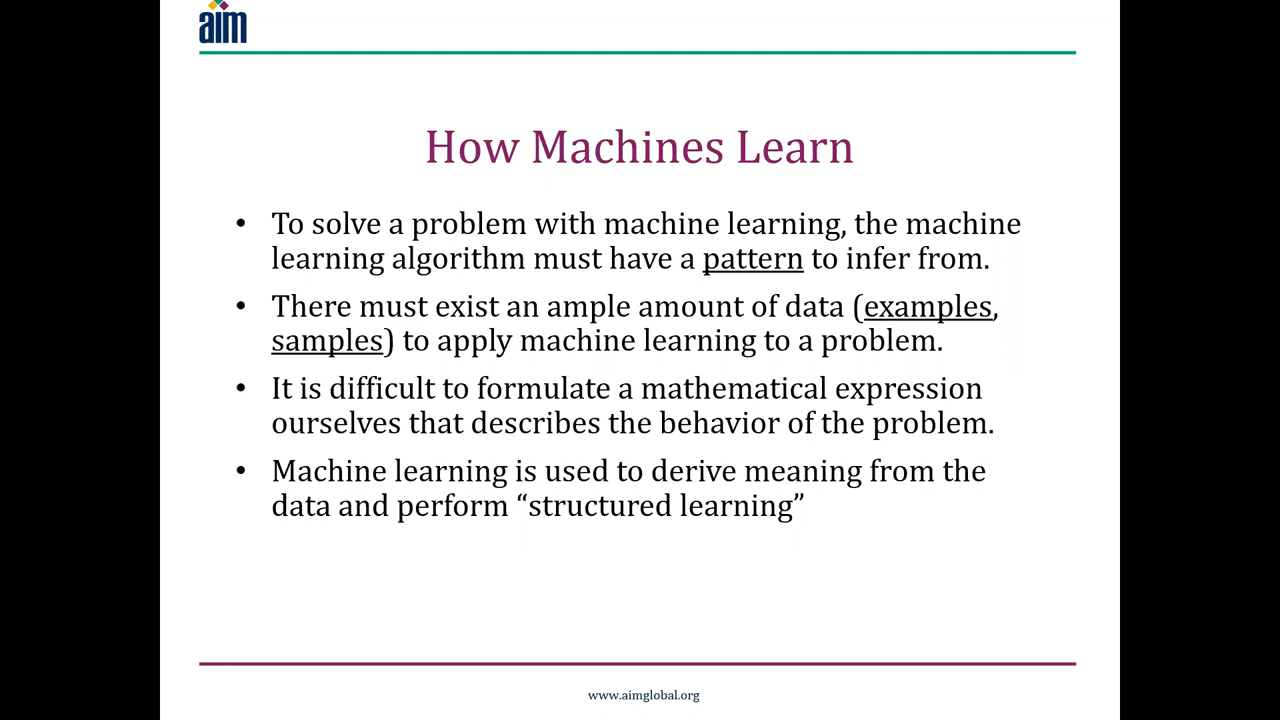 aim
How Machines Learn
• To solve a problem with machine learning, the machine
learning algorithm must have a pattern to infer from.
• There must exist an ample amount of data (examples,
samples) to apply machine learning to a problem.
• It is difficult to formulate a mathematical expression
ourselves that describes the behavior of the problem.
• Machine learning is used to derive meaning from the
data and perform “structured learning”
www.aimglobal.org